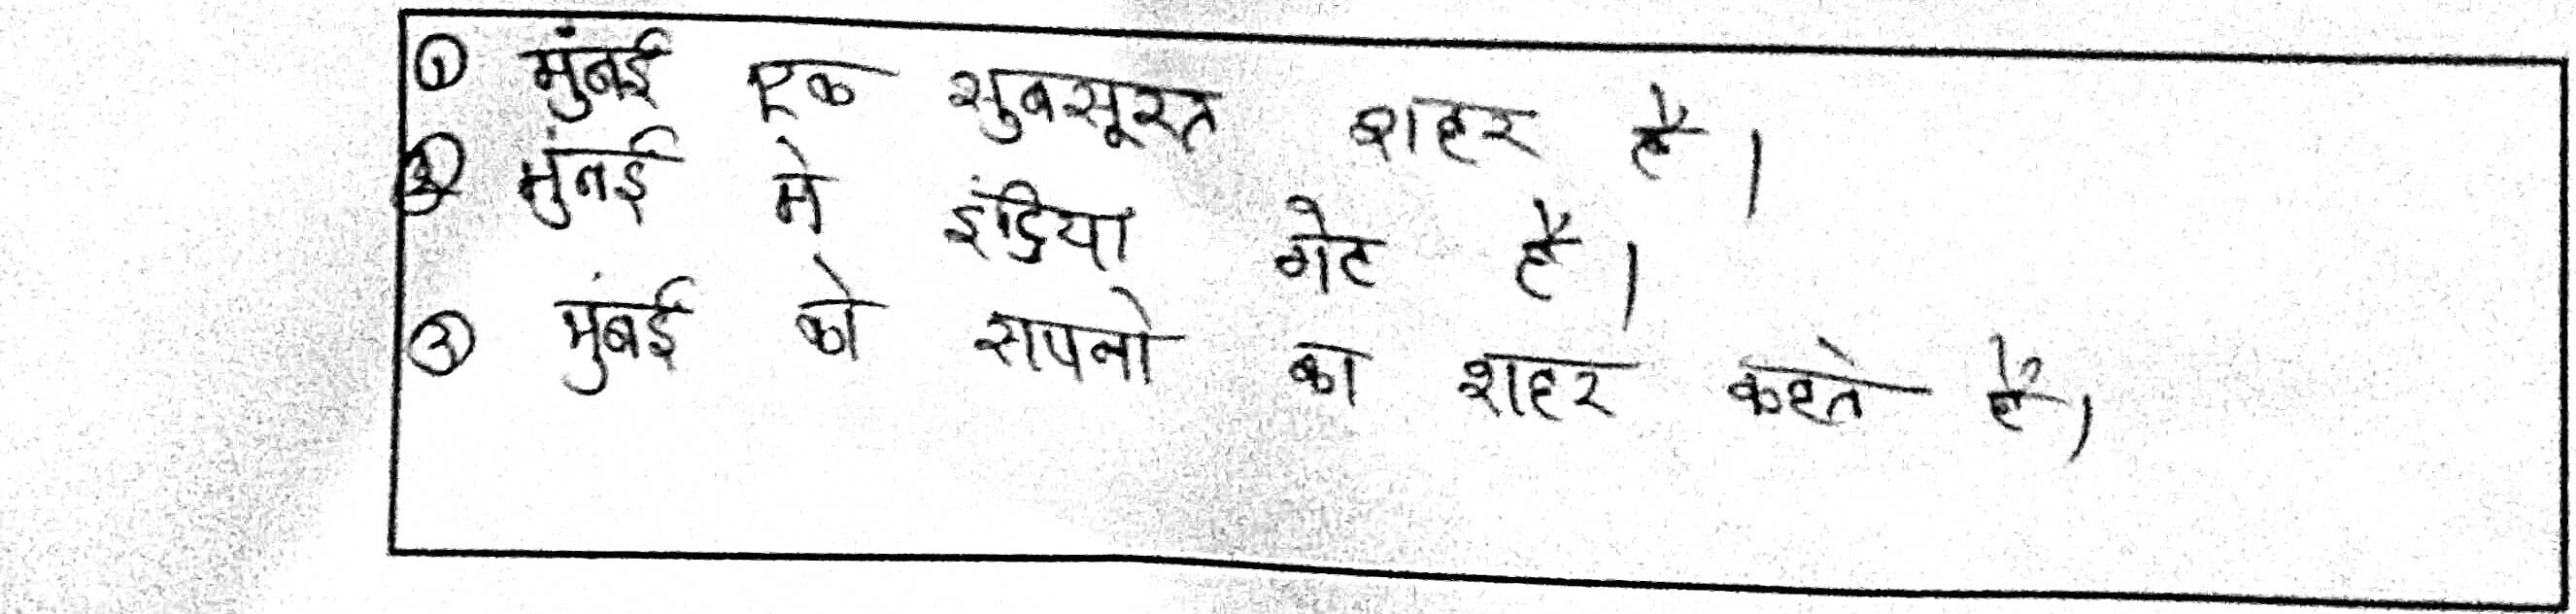 ① मुंबई एक सुबसूरत शहर है।
② मुंबई मे इंडिया गेट है।
③ मुंबई को सपनो का शहर कहते है।